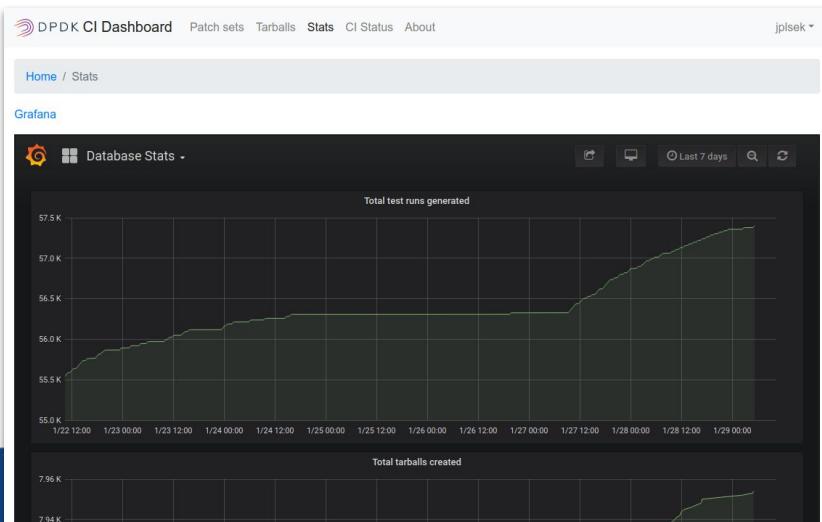 DPDK CI Dashboard Patch sets Tarballs Stats CI Status About jplsek
Home / Stats
Grafana
Database Stats Last 7 days
Total test runs generated
57.5 K
57.0 K
56.5 K
56.0 K
55.5 K
55.0 K
1/22 12:00 1/23 00:00 1/23 12:00 1/24 00:00 1/24 12:00 1/25 00:00 1/25 12:00 1/26 00:00 1/26 12:00 1/27 00:00 1/27 12:00 1/28 00:00 1/28 12:00 1/29 00:00
Total tarballs created
7.96 K
7.94 K